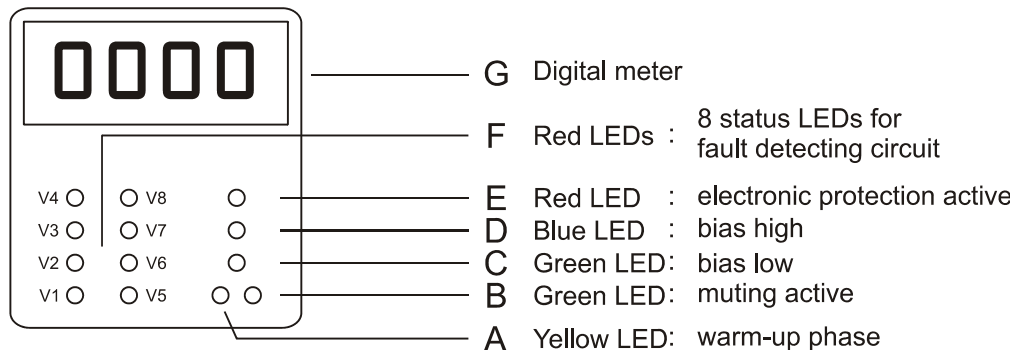 0000
G Digital meter
F Red LEDs : 8 status LEDs for
fault detecting circuit
V4 V8 E Red LED : electronic protection active
V3 V7 D Blue LED : bias high
V2 V6 C Green LED: bias low
V1 V5 B Green LED: muting active
A Yellow LED: warm-up phase